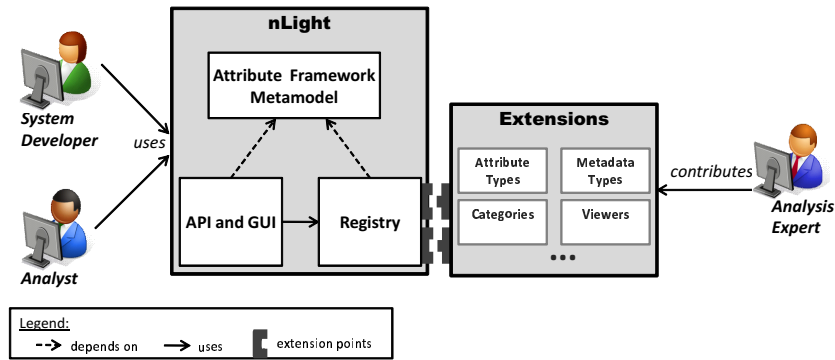 nLight
Attribute Framework
Metamodel
System
Developer
uses
Extensions
Attribute
Types
Metadata
Types
contributes
API and GUI
Registry
Categories
Viewers
Analysis
Expert
Analyst
...
Legend:
depends on
uses
extension points